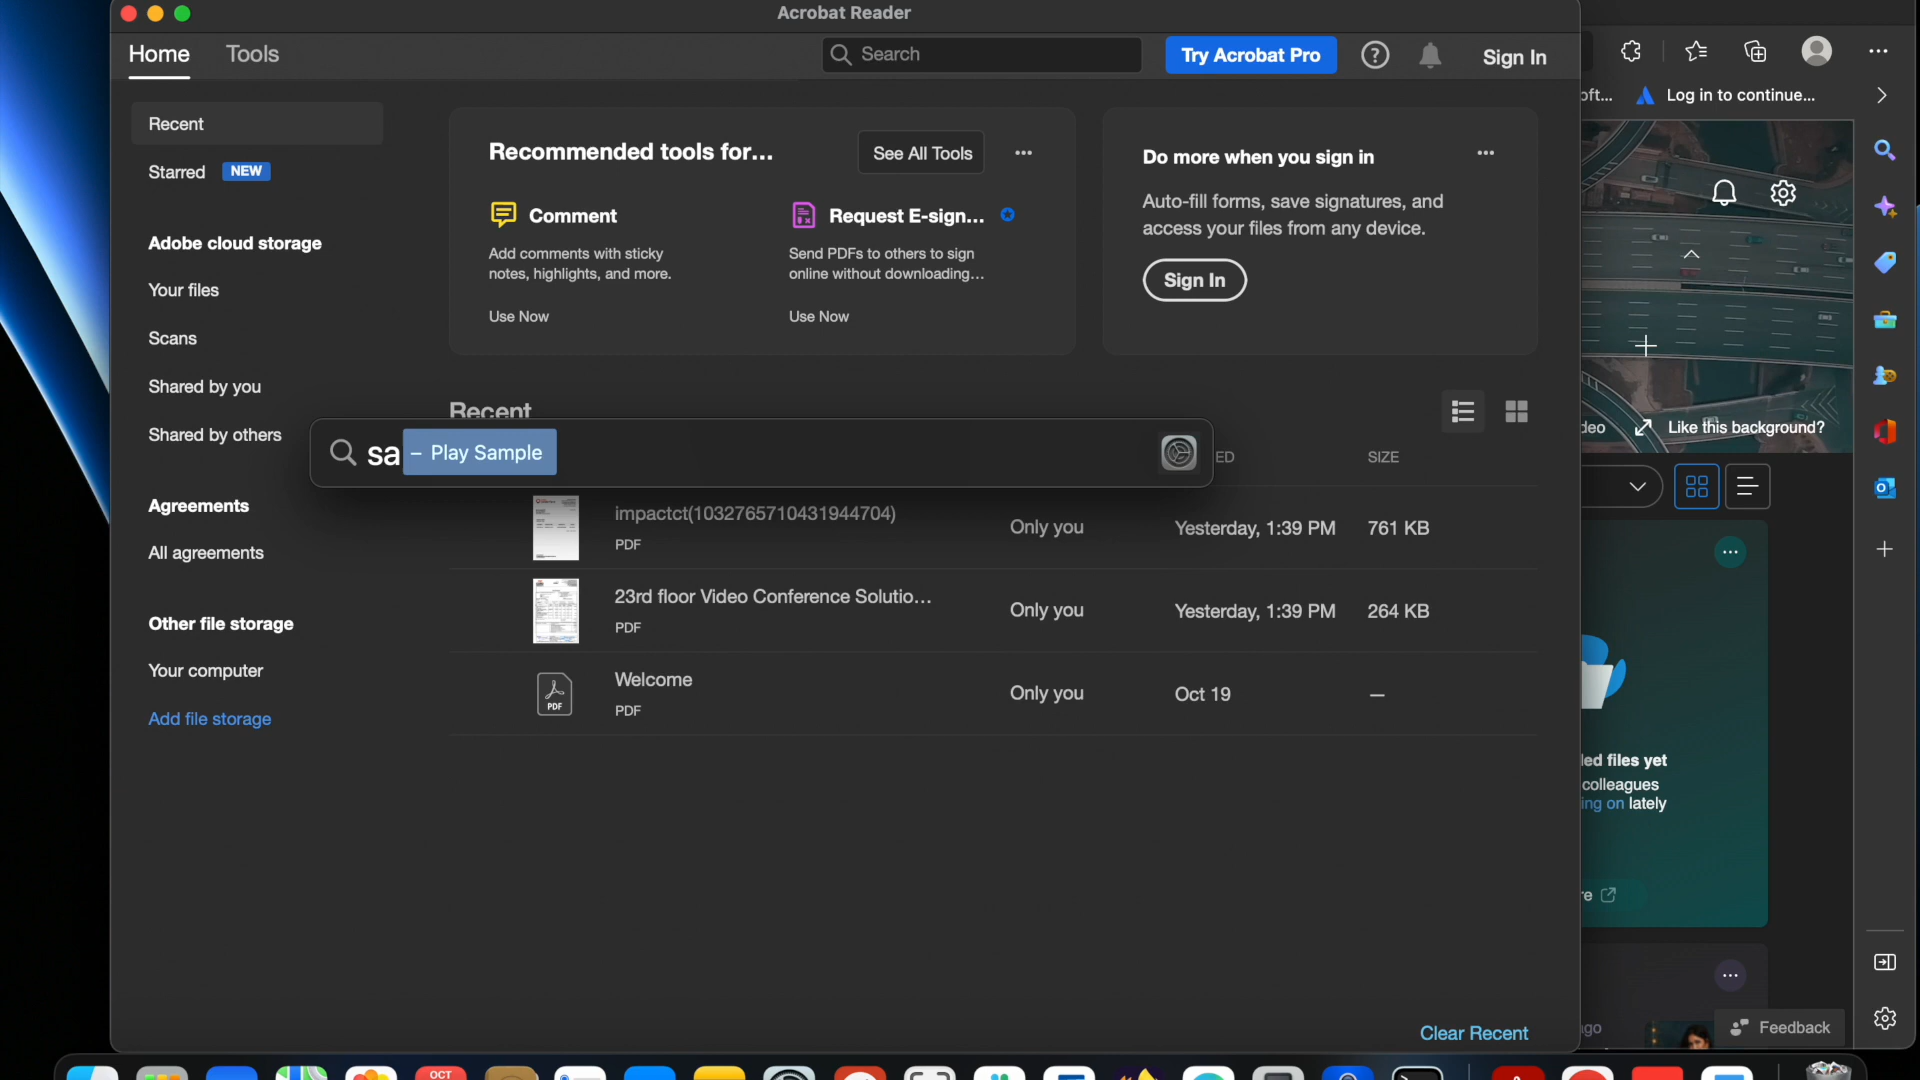 Acrobat Reader
Home
Tools
Search
Try Acrobat Pro
Sign In
Recent
Starred NEW
Adobe cloud storage
Your files
Scans
Shared by you
Shared by others
Agreements
All agreements
Other file storage
Your computer
Add file storage
Recommended tools for...
See All Tools
Comment
Add comments with sticky
notes, highlights, and more.
Use Now
Request E-sign...
Send PDFs to others to sign
online without downloading...
Use Now
Do more when you sign in
Auto-fill forms, save signatures, and
access your files from any device.
Sign In
Recent
sa – Play Sample
ED
SIZE
impactct(1032765710431944704)
PDF
Only you
Yesterday, 1:39 PM
761 KB
23rd floor Video Conference Solutio...
PDF
Only you
Yesterday, 1:39 PM
264 KB
Welcome
PDF
PDF
Only you
Oct 19
—
Clear Recent
oft...
Log in to continue...
deo
Like this background?
led files yet
colleagues
ing on lately
re
go
Feedback
OCT